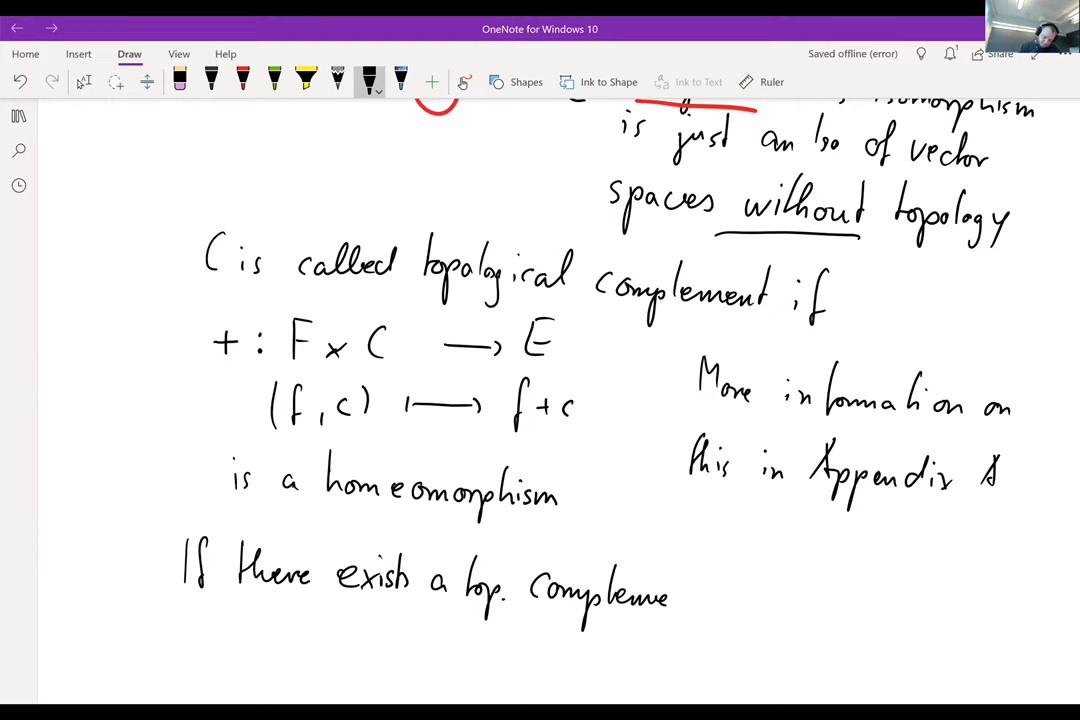 OneNote for Windows 10
Home Insert Draw View Help
Saved offline (error)
Share
Shapes Ink to Shape Ink to Text Ruler
isomorphism
is just an iso of vector
spaces without topology
C is called topological complement if
+ : F × C → E
(f, c) ↦ f + c
More information on
this in Appendix A
is a homeomorphism
If there exists a top. compleme